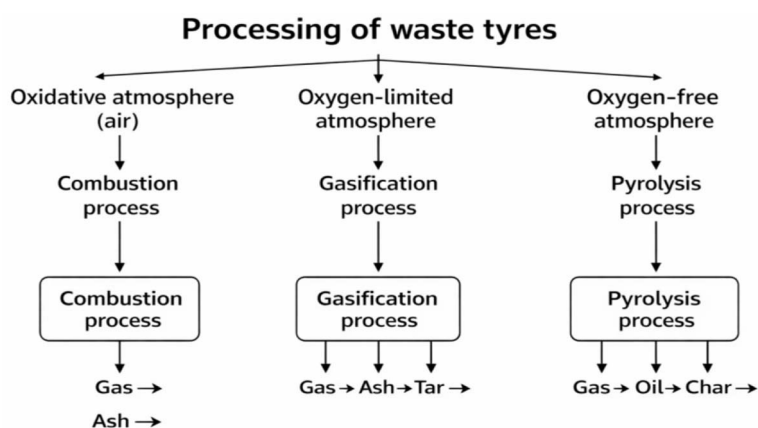 Processing of waste tyres
Oxidative atmosphere
(air)
Combustion
process
Combustion
process
Gas
Ash
Oxygen-limited
atmosphere
Gasification
process
Gasification
process
Gas Ash Tar
Oxygen-free
atmosphere
Pyrolysis
process
Pyrolysis
process
Gas Oil Char